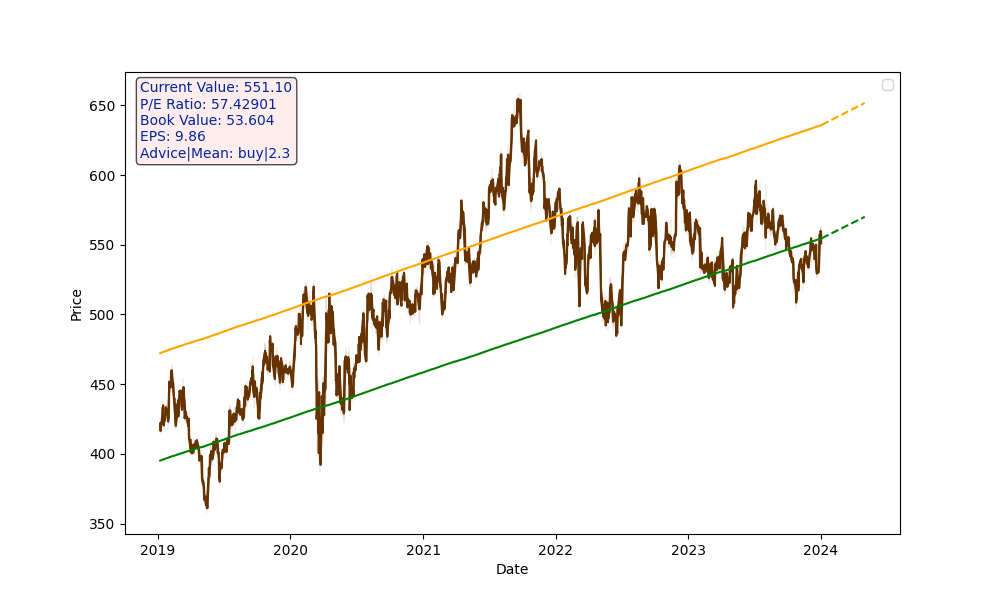 Current Value: 551.10
P/E Ratio: 57.42901
Book Value: 53.604
EPS: 9.86
Advice|Mean: buy|2.3
650
600
550
500
450
400
350
Price
2019 2020 2021 2022 2023 2024
Date